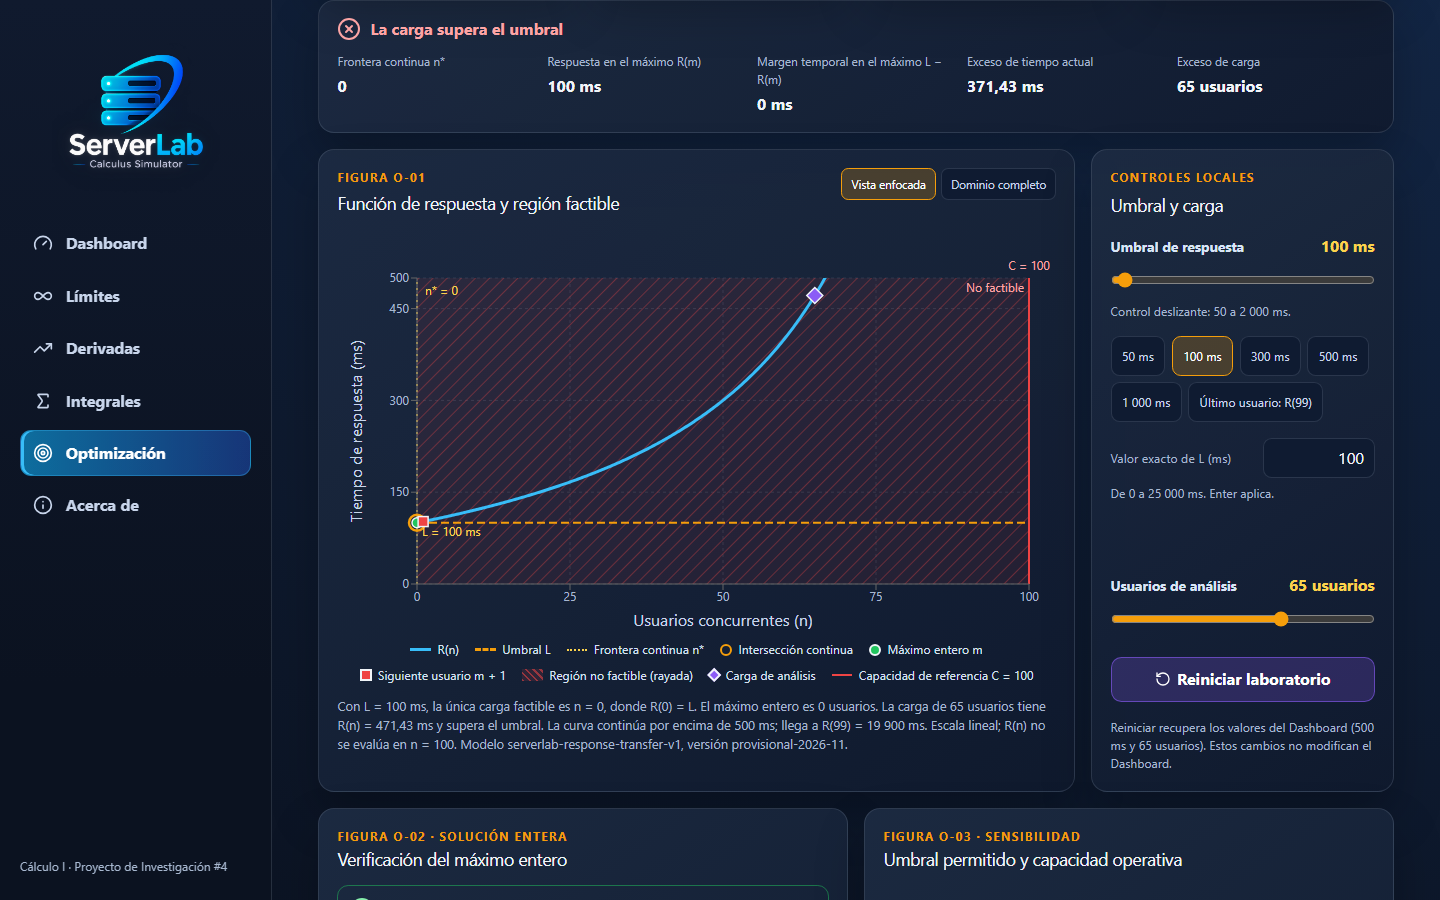 ServerLab
Calculus Simulator
Dashboard
Límites
Derivadas
Integrales
Optimización
Acerca de
Cálculo I · Proyecto de Investigación #4
La carga supera el umbral
Frontera continua n*
0
Respuesta en el máximo R(m)
100 ms
Margen temporal en el máximo L −
R(m)
0 ms
Exceso de tiempo actual
371,43 ms
Exceso de carga
65 usuarios
FIGURA O-01
Función de respuesta y región factible
Vista enfocada
Dominio completo
C = 100
No factible
n* = 0
L = 100 ms
500
450
300
150
0
Tiempo de respuesta (ms)
0
25
50
75
100
Usuarios concurrentes (n)
R(n)
Umbral L
Frontera continua n*
Intersección continua
Máximo entero m
Siguiente usuario m + 1
Región no factible (rayada)
Carga de análisis
Capacidad de referencia C = 100
Con L = 100 ms, la única carga factible es n = 0, donde R(0) = L. El máximo entero es 0 usuarios. La carga de 65 usuarios tiene
R(n) = 471,43 ms y supera el umbral. La curva continúa por encima de 500 ms; llega a R(99) = 19 900 ms. Escala lineal; R(n) no
se evalúa en n = 100. Modelo serverlab-response-transfer-v1, versión provisional-2026-11.
CONTROLES LOCALES
Umbral y carga
Umbral de respuesta
100 ms
Control deslizante: 50 a 2 000 ms.
50 ms
100 ms
300 ms
500 ms
1 000 ms
Último usuario: R(99)
Valor exacto de L (ms)
100
De 0 a 25 000 ms. Enter aplica.
Usuarios de análisis
65 usuarios
Reiniciar laboratorio
Reiniciar recupera los valores del Dashboard (500
ms y 65 usuarios). Estos cambios no modifican el
Dashboard.
FIGURA O-02 · SOLUCIÓN ENTERA
Verificación del máximo entero
FIGURA O-03 · SENSIBILIDAD
Umbral permitido y capacidad operativa